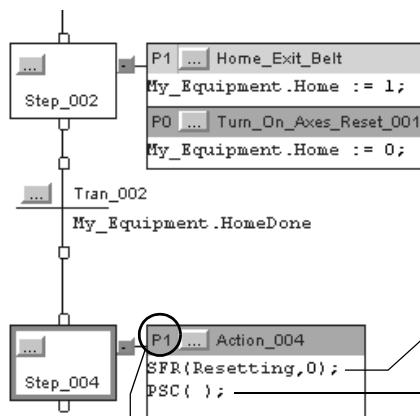 P1 ... Home_Exit_Belt
... My_Equipment.Home := 1;
Step_002
P0 ... Turn_On_Axes_Reset_001
My_Equipment.Home := 0;
... Tran_002
My_Equipment.HomeDone
P1 ... Action_004
... SFR(Resetting,0);
Step_004 PSC( );